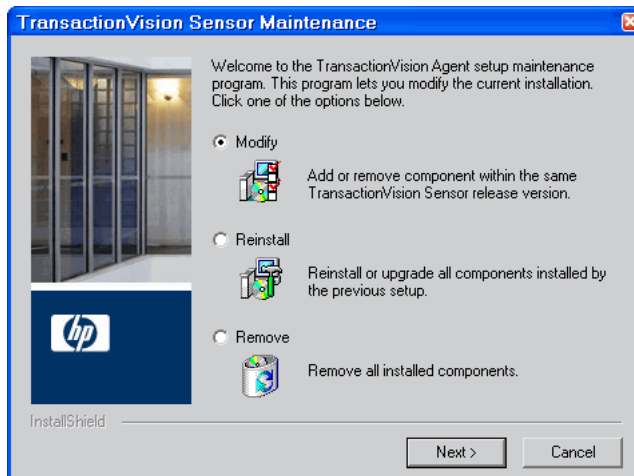 TransactionVision Sensor Maintenance
Welcome to the TransactionVision Agent setup maintenance
program. This program lets you modify the current installation.
Click one of the options below.
Modify
Add or remove component within the same
TransactionVision Sensor release version.
Reinstall
Reinstall or upgrade all components installed by
the previous setup.
hp
Remove
Remove all installed components.
InstallShield
Next >
Cancel